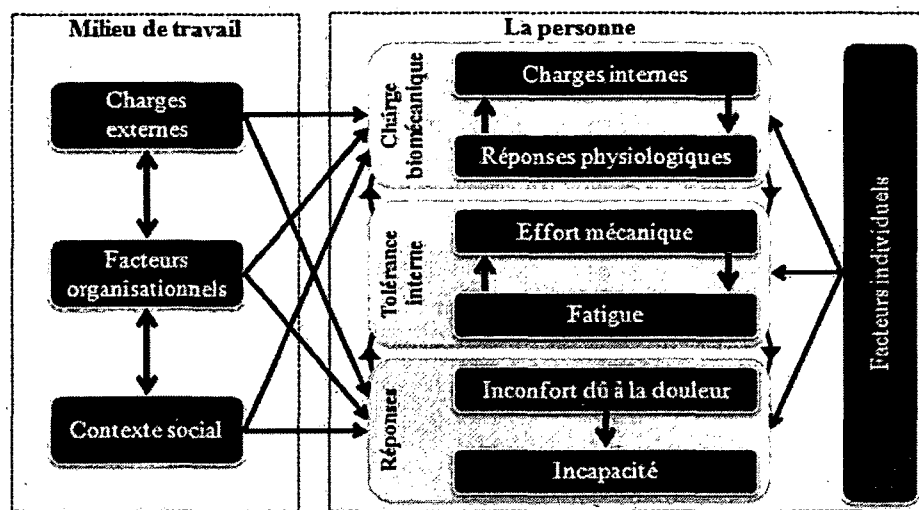 Milieu de travail
Charges
externes
Facteurs
organisationnels
Contexte social
La personne
Charge
biomécanique
Charges internes
Réponses physiologiques
Tolérance
interne
Effort mécanique
Fatigue
Réponses
Inconfort dû à la douleur
Incapacité
Facteurs individuels